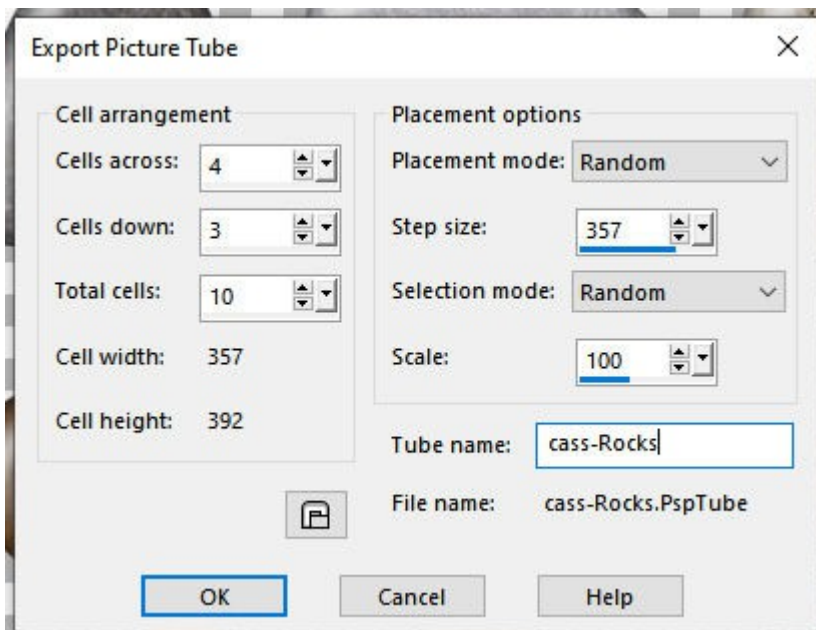 Export Picture Tube
Cell arrangement
Cells across: 4
Cells down: 3
Total cells: 10
Cell width: 357
Cell height: 392
Placement options
Placement mode: Random
Step size: 357
Selection mode: Random
Scale: 100
Tube name: cass-Rocks
File name: cass-Rocks.PspTube
OK Cancel Help